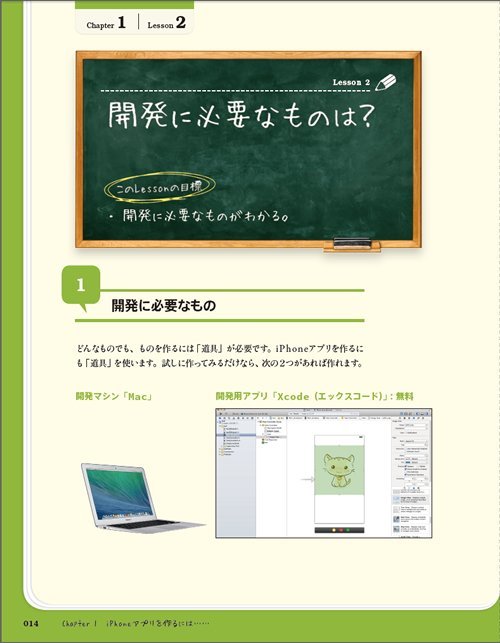 Chapter 1 Lesson 2
Lesson 2
開発に必要なものは?
このLessonの目標
・ 開発に必要なものがわかる。
1
開発に必要なもの
どんなものでも、ものを作るには「道具」が必要です。iPhoneアプリを作るに
も「道具」を使います。試しに作ってみるだけなら、次の2つがあれば作れます。
開発マシン「Mac」
開発用アプリ「Xcode(エックスコード)」:無料
014 Chapter 1 iPhoneアプリを作るには……